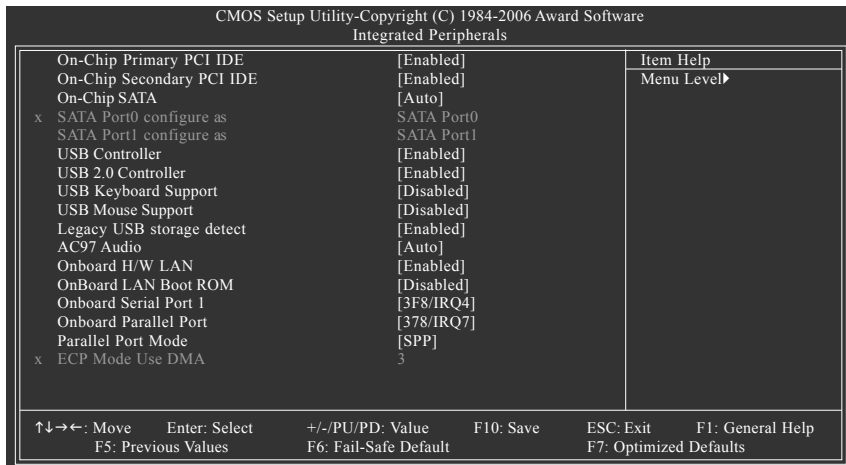 CMOS Setup Utility-Copyright (C) 1984-2006 Award Software
Integrated Peripherals
On-Chip Primary PCI IDE [Enabled] Item Help
On-Chip Secondary PCI IDE [Enabled] Menu Level▶
On-Chip SATA [Auto]
x SATA Port0 configure as SATA Port0
SATA Port1 configure as SATA Port1
USB Controller [Enabled]
USB 2.0 Controller [Enabled]
USB Keyboard Support [Disabled]
USB Mouse Support [Disabled]
Legacy USB storage detect [Enabled]
AC97 Audio [Auto]
Onboard H/W LAN [Enabled]
OnBoard LAN Boot ROM [Disabled]
Onboard Serial Port 1 [3F8/IRQ4]
Onboard Parallel Port [378/IRQ7]
Parallel Port Mode [SPP]
x ECP Mode Use DMA 3
↑↓→←: Move Enter: Select +/-/PU/PD: Value F10: Save ESC: Exit F1: General Help
F5: Previous Values F6: Fail-Safe Default F7: Optimized Defaults